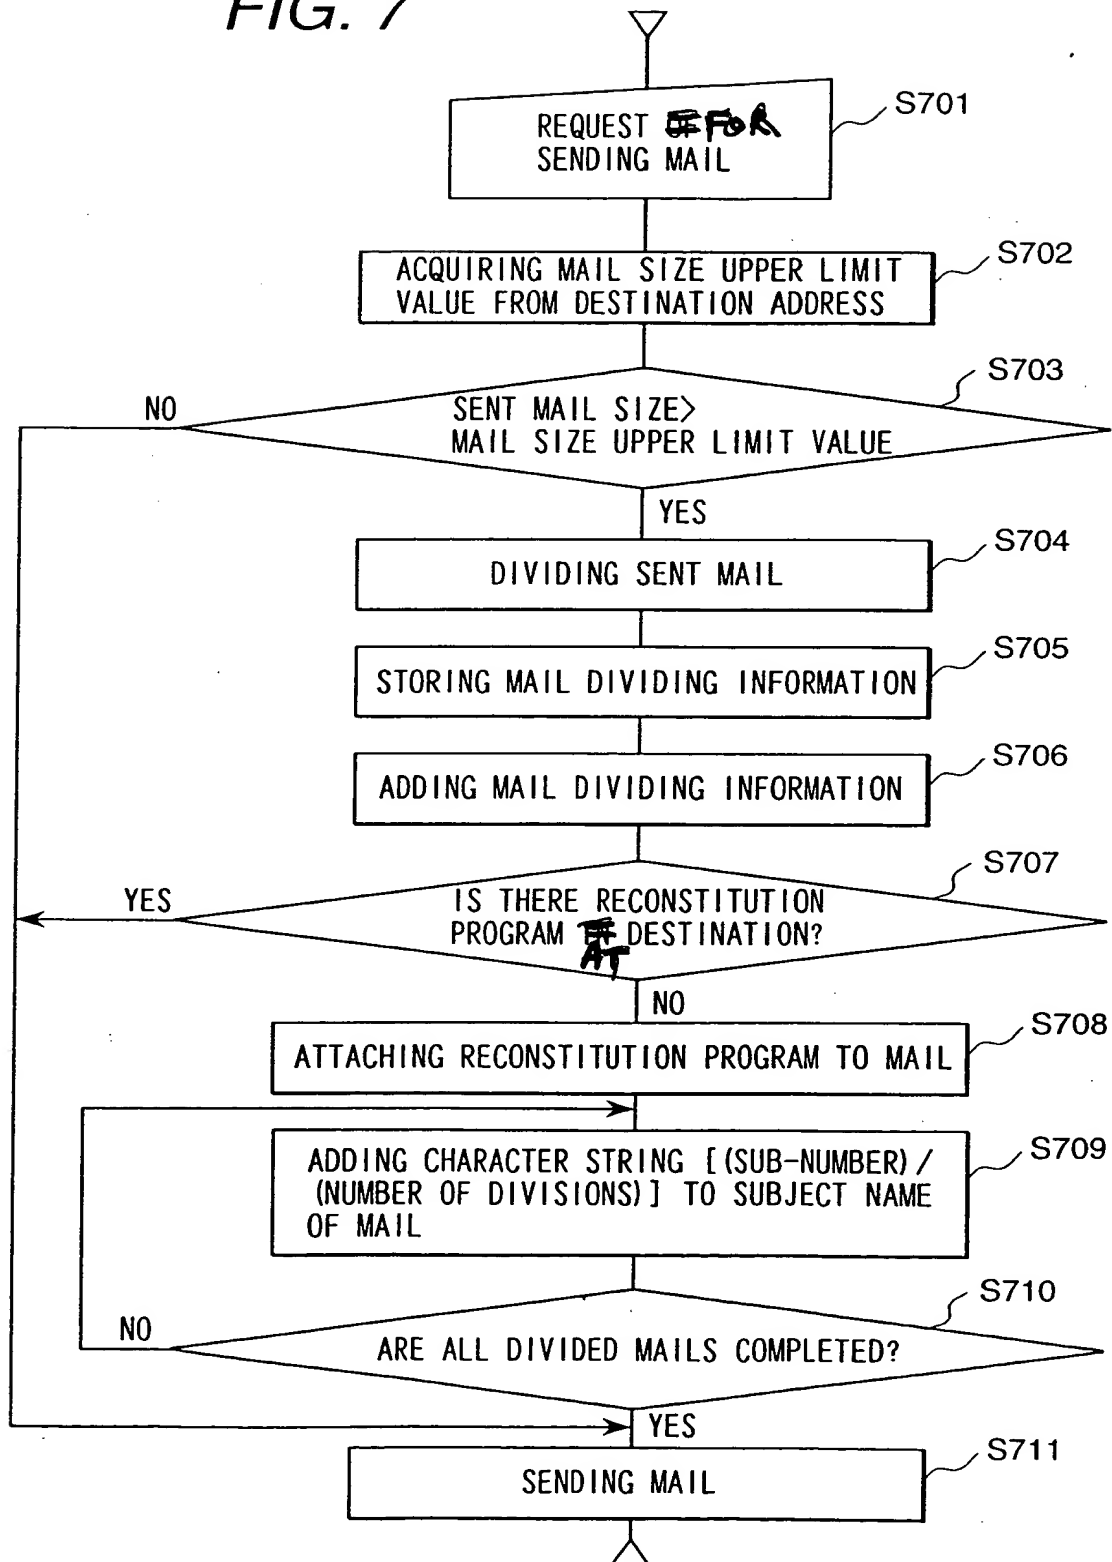 FIG. 7
S701
REQUEST FOR
SENDING MAIL
S702
ACQUIRING MAIL SIZE UPPER LIMIT
VALUE FROM DESTINATION ADDRESS
S703
NO
SENT MAIL SIZE>
MAIL SIZE UPPER LIMIT VALUE
YES
S704
DIVIDING SENT MAIL
S705
STORING MAIL DIVIDING INFORMATION
S706
ADDING MAIL DIVIDING INFORMATION
S707
YES
IS THERE RECONSTITUTION
PROGRAM DESTINATION?
AT
NO
S708
ATTACHING RECONSTITUTION PROGRAM TO MAIL
S709
ADDING CHARACTER STRING [(SUB-NUMBER)/
(NUMBER OF DIVISIONS)] TO SUBJECT NAME
OF MAIL
S710
NO
ARE ALL DIVIDED MAILS COMPLETED?
YES
S711
SENDING MAIL